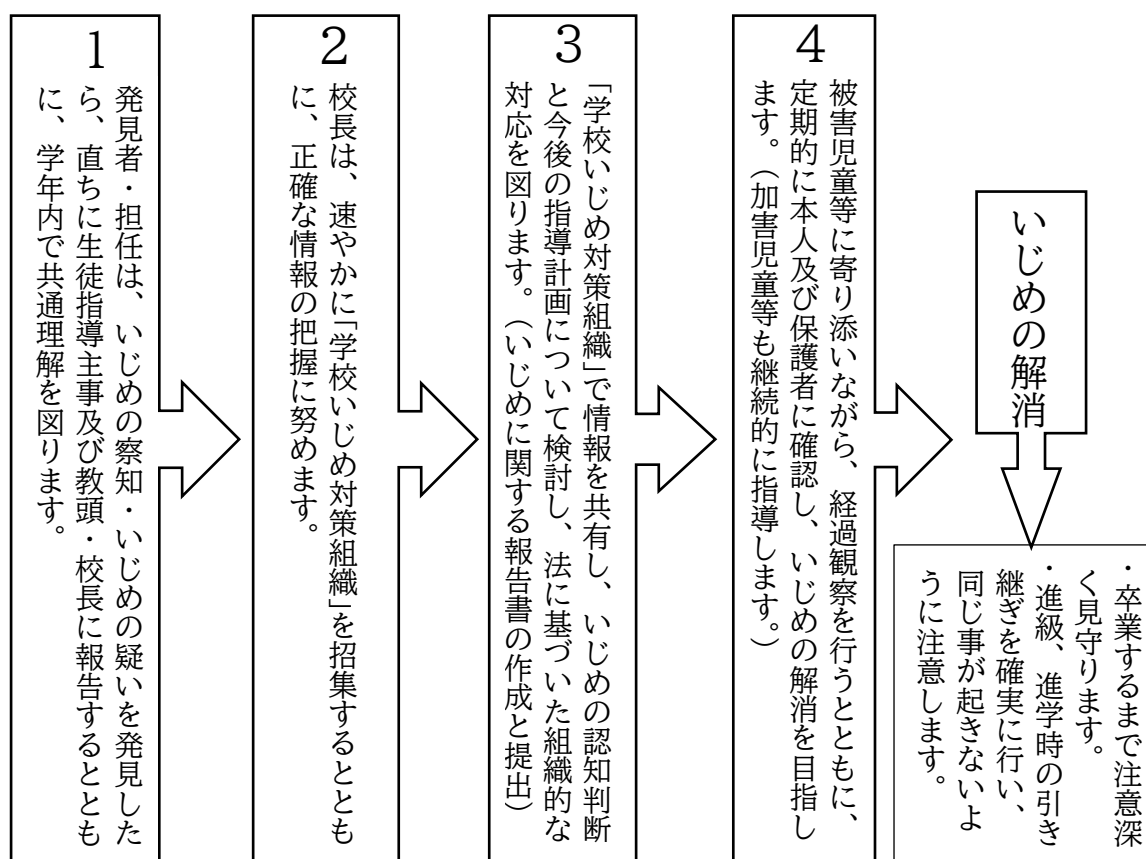 1
発見者・担任は、いじめの察知・いじめの疑いを発見した
ら、直ちに生徒指導主事及び教頭・校長に報告するととも
に、学年内で共通理解を図ります。
2
校長は、速やかに「学校いじめ対策組織」を招集するととも
に、正確な情報の把握に努めます。
3
「学校いじめ対策組織」で情報を共有し、いじめの認知判断
と今後の指導計画について検討し、法に基づいた組織的な
対応を図ります。（いじめに関する報告書の作成と提出）
4
被害児童等に寄り添いながら、経過観察を行うとともに、
定期的に本人及び保護者に確認し、いじめの解消を目指し
ます。（加害児童等も継続的に指導します。）
いじめの解消
・卒業するまで注意深
く見守ります。
・進級、進学時の引き
継ぎを確実に行い、
同じ事が起きないよ
うに注意します。